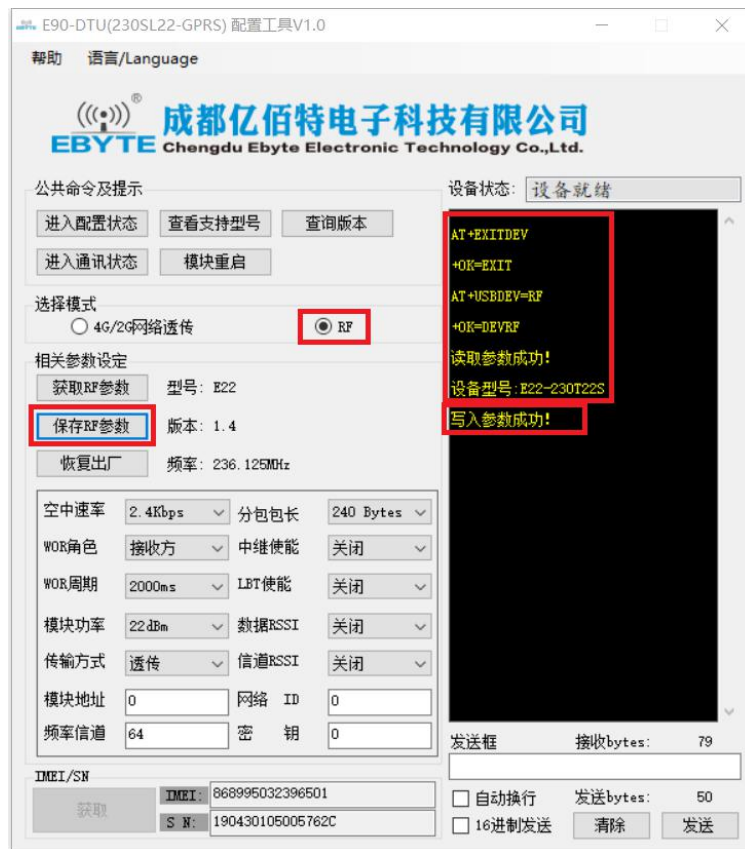 E90-DTU(230SL22-GPRS) 配置工具V1.0
帮助 语言/Language
EBYTE ®
成都亿佰特电子科技有限公司
Chengdu Ebyte Electronic Technology Co.,Ltd.
公共命令及提示
进入配置状态 查看支持型号 查询版本
进入通讯状态 模块重启
选择模式
4G/2G网络透传 RF
相关参数设定
获取RF参数 型号: E22
保存RF参数 版本: 1.4
恢复出厂 频率: 236.125MHz
空中速率 2.4Kbps 分包包长 240 Bytes
WOR角色 接收方 中继使能 关闭
WOR周期 2000ms LBT使能 关闭
模块功率 22dBm 数据RSSI 关闭
传输方式 透传 信道RSSI 关闭
模块地址 0 网络 ID 0
频率信道 64 密 钥 0
IMEI/SN
获取
IMEI: 868995032396501
S N: 190430105005762C
设备状态: 设备就绪
AT+EXITDEV
+OK=EXIT
AT+USBDEV=RF
+OK=DEVRF
读取参数成功!
设备型号:E22-230T22S
写入参数成功!
发送框 接收bytes: 79
自动换行 发送bytes: 50
16进制发送 清除 发送